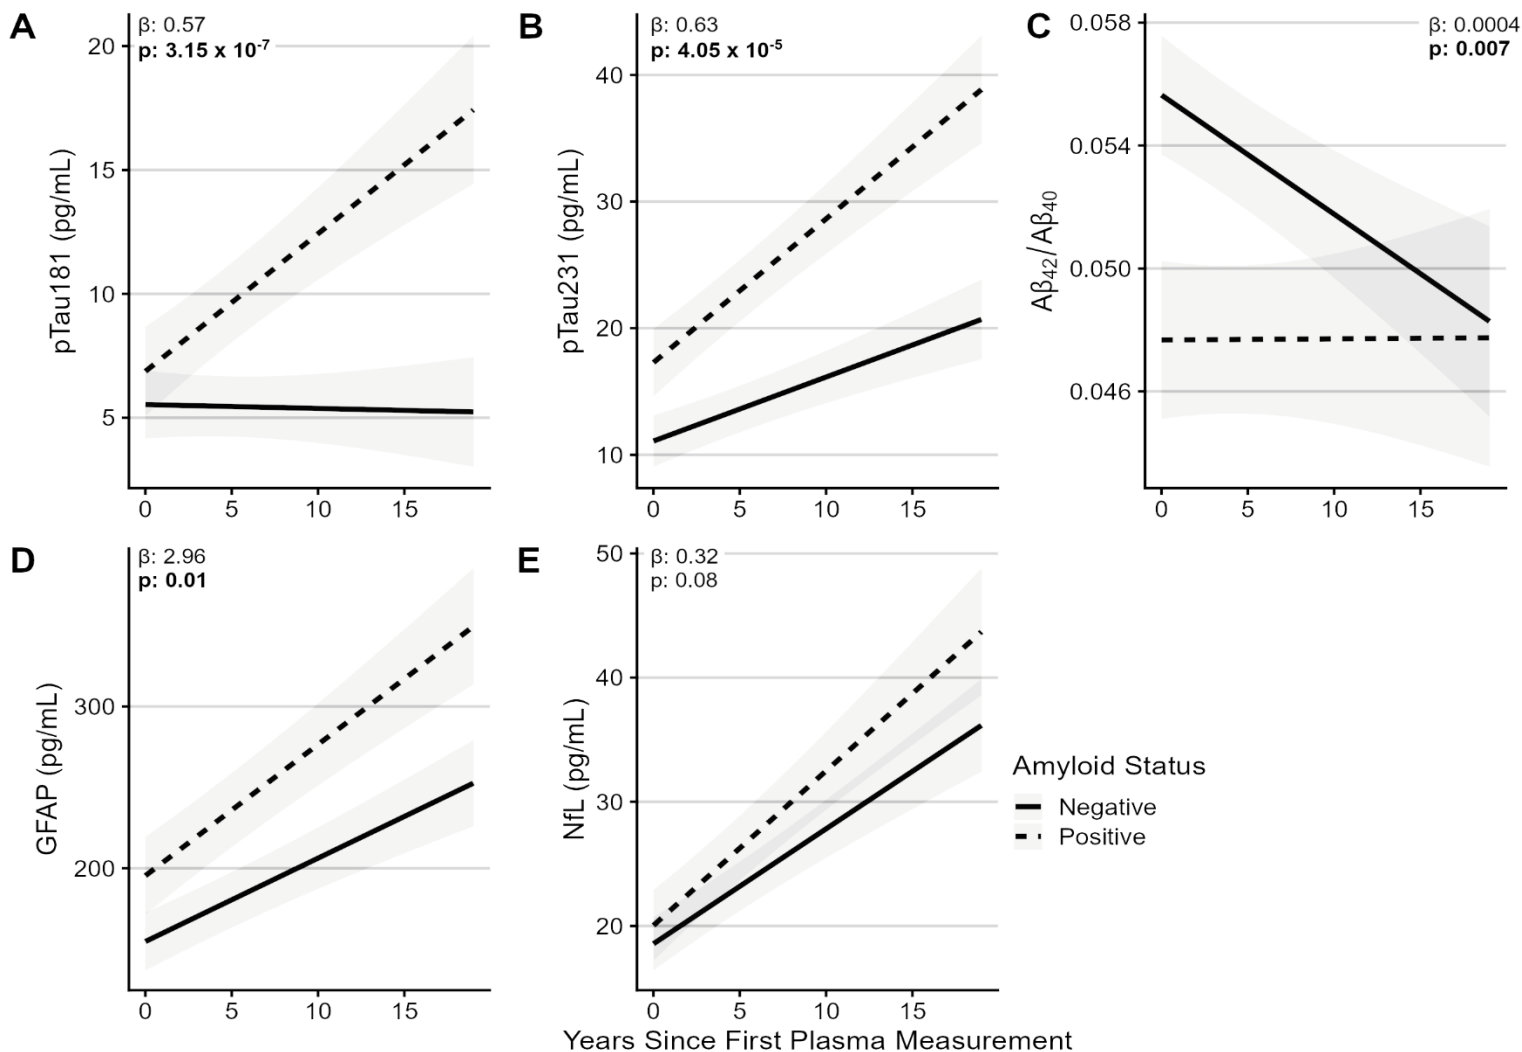 A
β: 0.57
p: 3.15 x 10⁻⁷
pTau181 (pg/mL)
20
15
10
5
0 5 10 15
B
β: 0.63
p: 4.05 x 10⁻⁵
pTau231 (pg/mL)
40
30
20
10
0 5 10 15
C
β: 0.0004
p: 0.007
Aβ₄₂/Aβ₄₀
0.058
0.054
0.050
0.046
0 5 10 15
D
β: 2.96
p: 0.01
GFAP (pg/mL)
300
200
0 5 10 15
E
β: 0.32
p: 0.08
NfL (pg/mL)
50
40
30
20
0 5 10 15
Amyloid Status
Negative
Positive
Years Since First Plasma Measurement